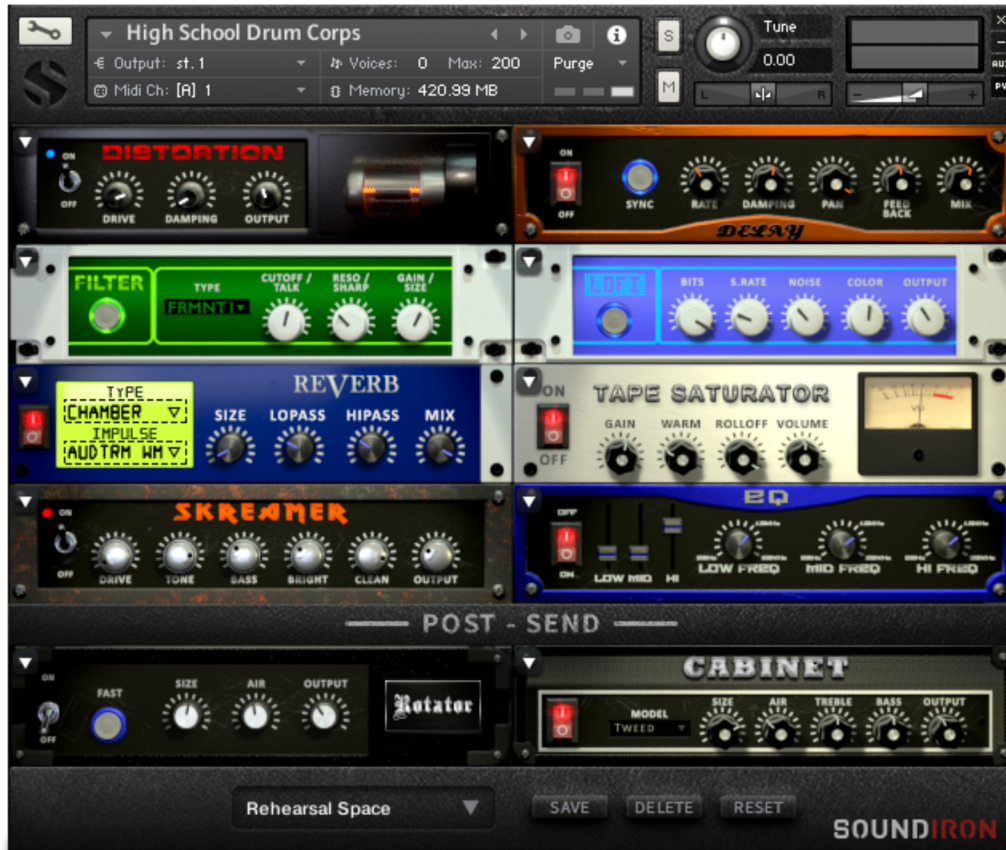 High School Drum Corps
S
Tune
Output: st.1
Voices: 0 Max: 200
Purge
0.00
Midi Ch: [A] 1
Memory: 420.99 MB
M
L
R
DISTORTION
ON
OFF
DRIVE
DAMPING
OUTPUT
ON
OFF
SYNC
RATE
DAMPING
PAN
FEED
BACK
MIX
DELAY
FILTER
TYPE
FRMNT I
CUTOFF /
TALK
RESO /
SHARP
GAIN /
SIZE
LOFI
BITS
S.RATE
NOISE
COLOR
OUTPUT
TYPE
CHAMBER
IMPULSE
AUDTRM WM
REVERB
SIZE
LOPASS
HIPASS
MIX
ON
OFF
TAPE SATURATOR
GAIN
WARM
ROLLOFF
VOLUME
VU
SKREAMER
ON
OFF
DRIVE
TONE
BASS
BRIGHT
CLEAN
OUTPUT
EQ
OFF
ON
LOW
MID
HI
LOW FREQ
MID FREQ
HI FREQ
POST - SEND
ON
OFF
FAST
SIZE
AIR
OUTPUT
Rotator
CABINET
MODEL
TWEED
SIZE
AIR
TREBLE
BASS
OUTPUT
Rehearsal Space
SAVE
DELETE
RESET
SOUNDIRON